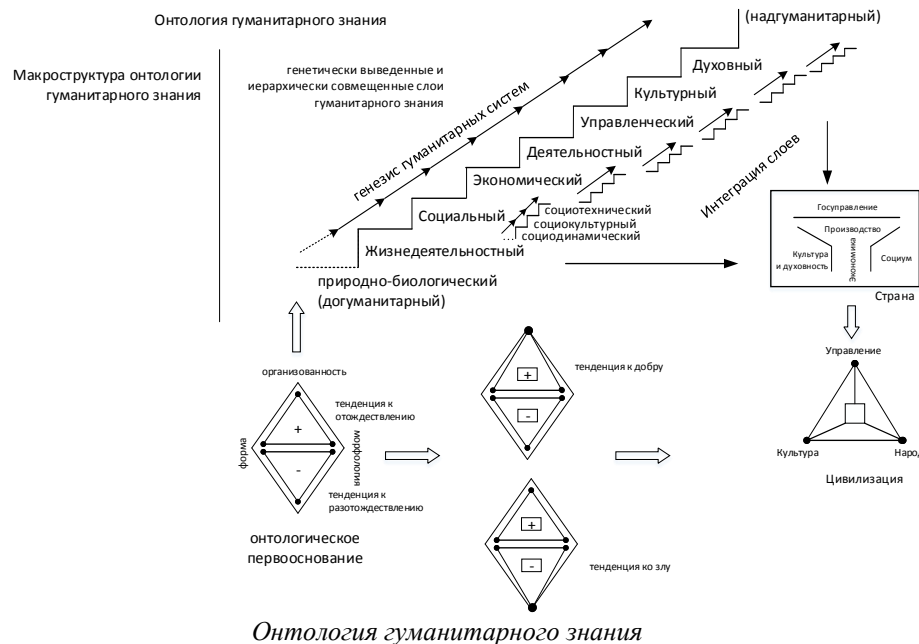 Онтология гуманитарного знания
(надгуманитарный)
Макроструктура онтологии
гуманитарного знания
генетически выведенные и
иерархически совмещенные слои
гуманитарного знания
генезис гуманитарных систем
Духовный
Культурный
Управленческий
Деятельностный
Экономический
Социальный
Жизнедеятельностный
социотехнический
социокультурный
социодинамический
природно-биологический
(догуманитарный)
Интеграция слоев
Госуправление
Производство
Культура
и духовность
Экономика
Социум
Страна
организованность
тенденция к
отождествлению
+
-
форма
морфология
тенденция к
разотождествлению
онтологическое
первооснование
+
-
тенденция к добру
+
-
тенденция ко злу
Управление
Культура
Народ
Цивилизация
Онтология гуманитарного знания